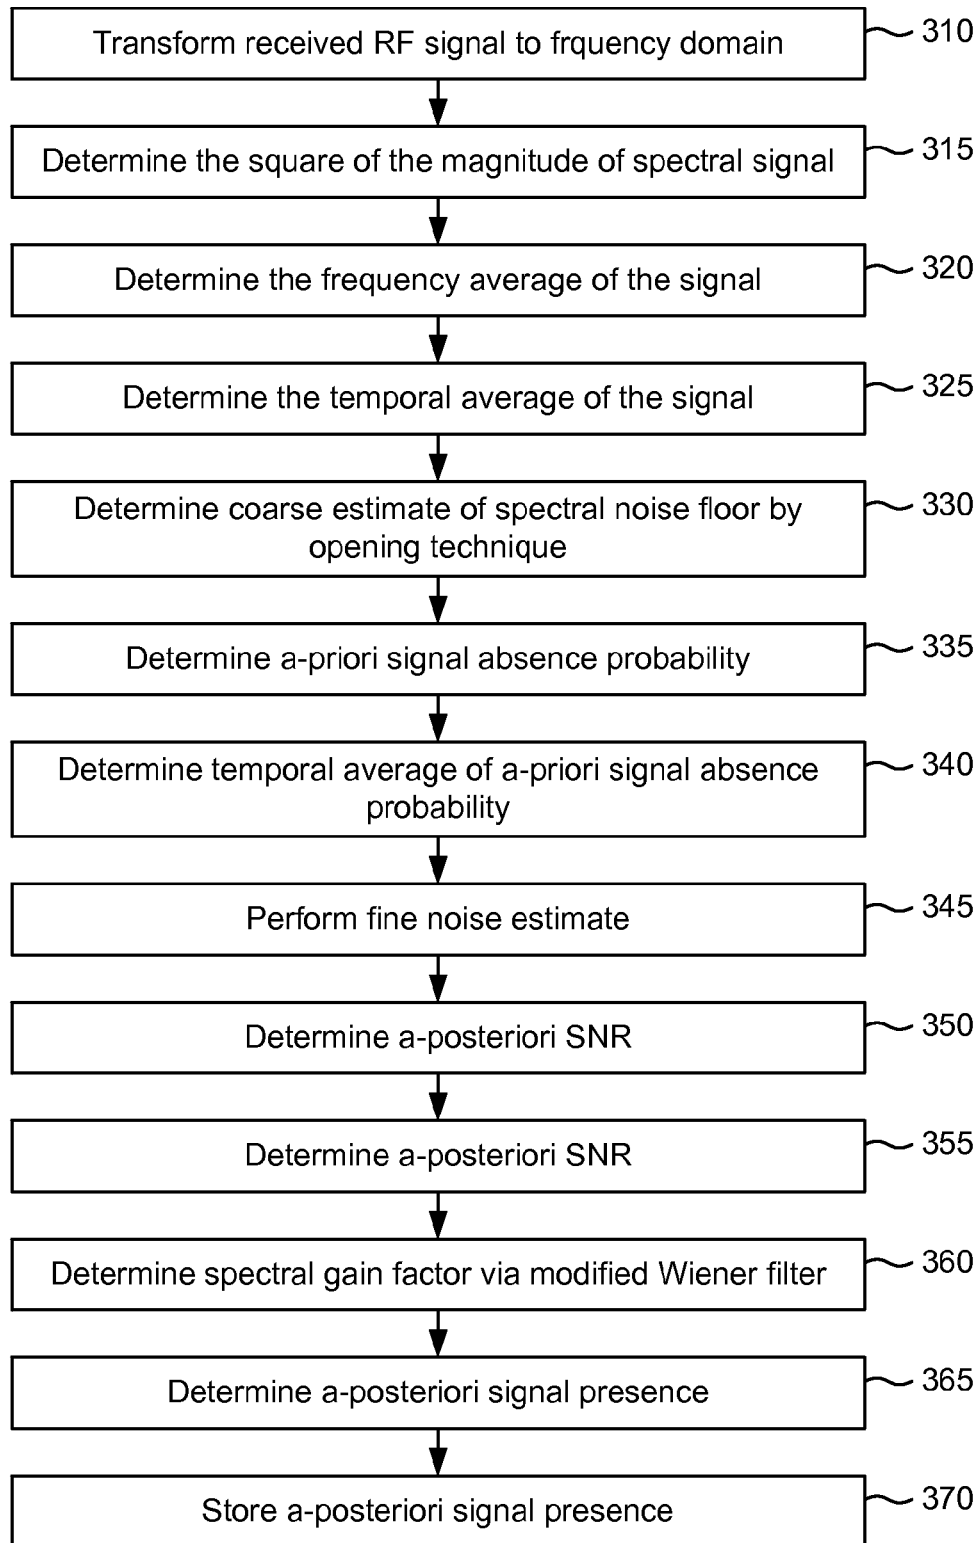 Transform received RF signal to frquency domain
310
Determine the square of the magnitude of spectral signal
315
Determine the frequency average of the signal
320
Determine the temporal average of the signal
325
Determine coarse estimate of spectral noise floor by
opening technique
330
Determine a-priori signal absence probability
335
Determine temporal average of a-priori signal absence
probability
340
Perform fine noise estimate
345
Determine a-posteriori SNR
350
Determine a-posteriori SNR
355
Determine spectral gain factor via modified Wiener filter
360
Determine a-posteriori signal presence
365
Store a-posteriori signal presence
370